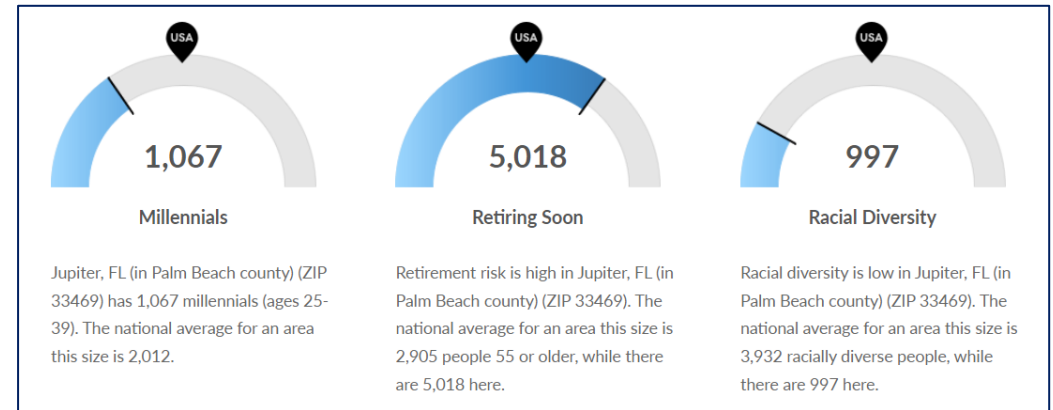 USA
1,067
Millennials
Jupiter, FL (in Palm Beach county) (ZIP
33469) has 1,067 millennials (ages 25-
39). The national average for an area
this size is 2,012.
USA
5,018
Retiring Soon
Retirement risk is high in Jupiter, FL (in
Palm Beach county) (ZIP 33469). The
national average for an area this size is
2,905 people 55 or older, while there
are 5,018 here.
USA
997
Racial Diversity
Racial diversity is low in Jupiter, FL (in
Palm Beach county) (ZIP 33469). The
national average for an area this size is
3,932 racially diverse people, while
there are 997 here.